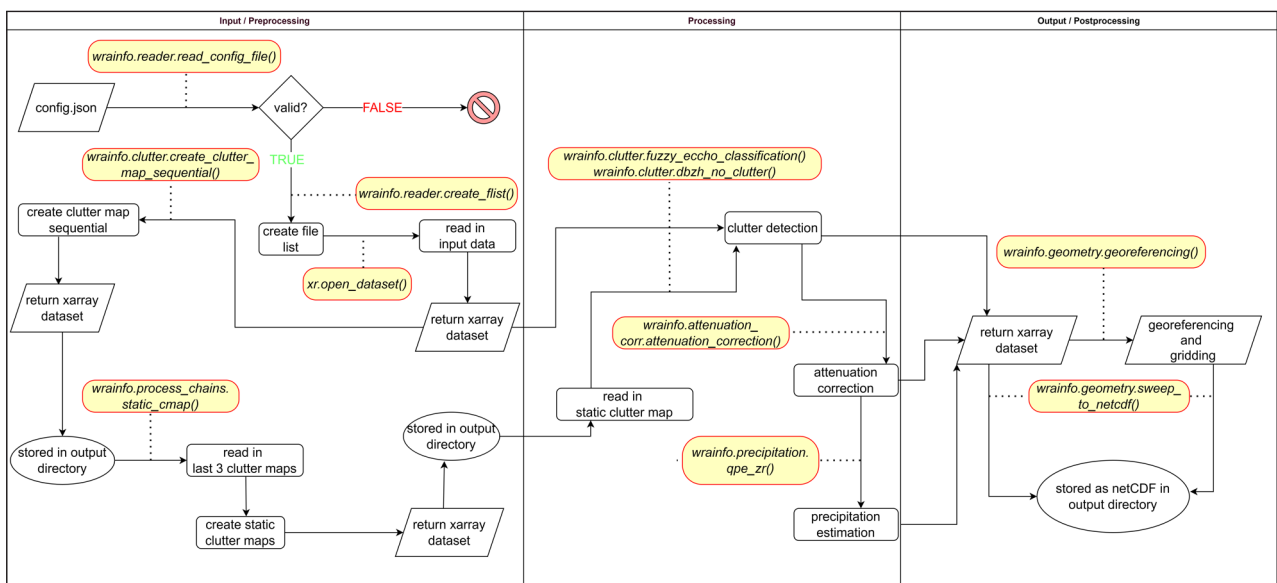 Input / Preprocessing
Processing
Output / Postprocessing
wrainfo.reader.read_config_file()
config.json
valid?
FALSE
TRUE
wrainfo.clutter.create_clutter_
map_sequential()
wrainfo.reader.create_flist()
create clutter map
sequential
create file
list
read in
input data
xr.open_dataset()
return xarray
dataset
return xarray
dataset
wrainfo.process_chains.
static_cmap()
stored in output
directory
read in
last 3 clutter maps
create static
clutter maps
return xarray
dataset
stored in output
directory
wrainfo.clutter.fuzzy_eccho_classification()
wrainfo.clutter.dbzh_no_clutter()
clutter detection
wrainfo.attenuation_
corr.attenuation_correction()
read in
static clutter map
attenuation
correction
wrainfo.precipitation.
qpe_zr()
precipitation
estimation
wrainfo.geometry.georeferencing()
return xarray
dataset
georeferencing
and
gridding
wrainfo.geometry.sweep_
to_netcdf()
stored as netCDF in
output directory